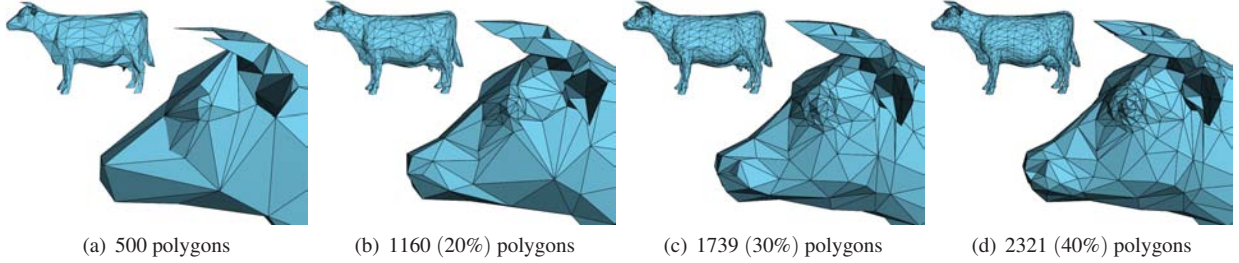 (a) 500 polygons
(b) 1160 (20%) polygons
(c) 1739 (30%) polygons
(d) 2321 (40%) polygons